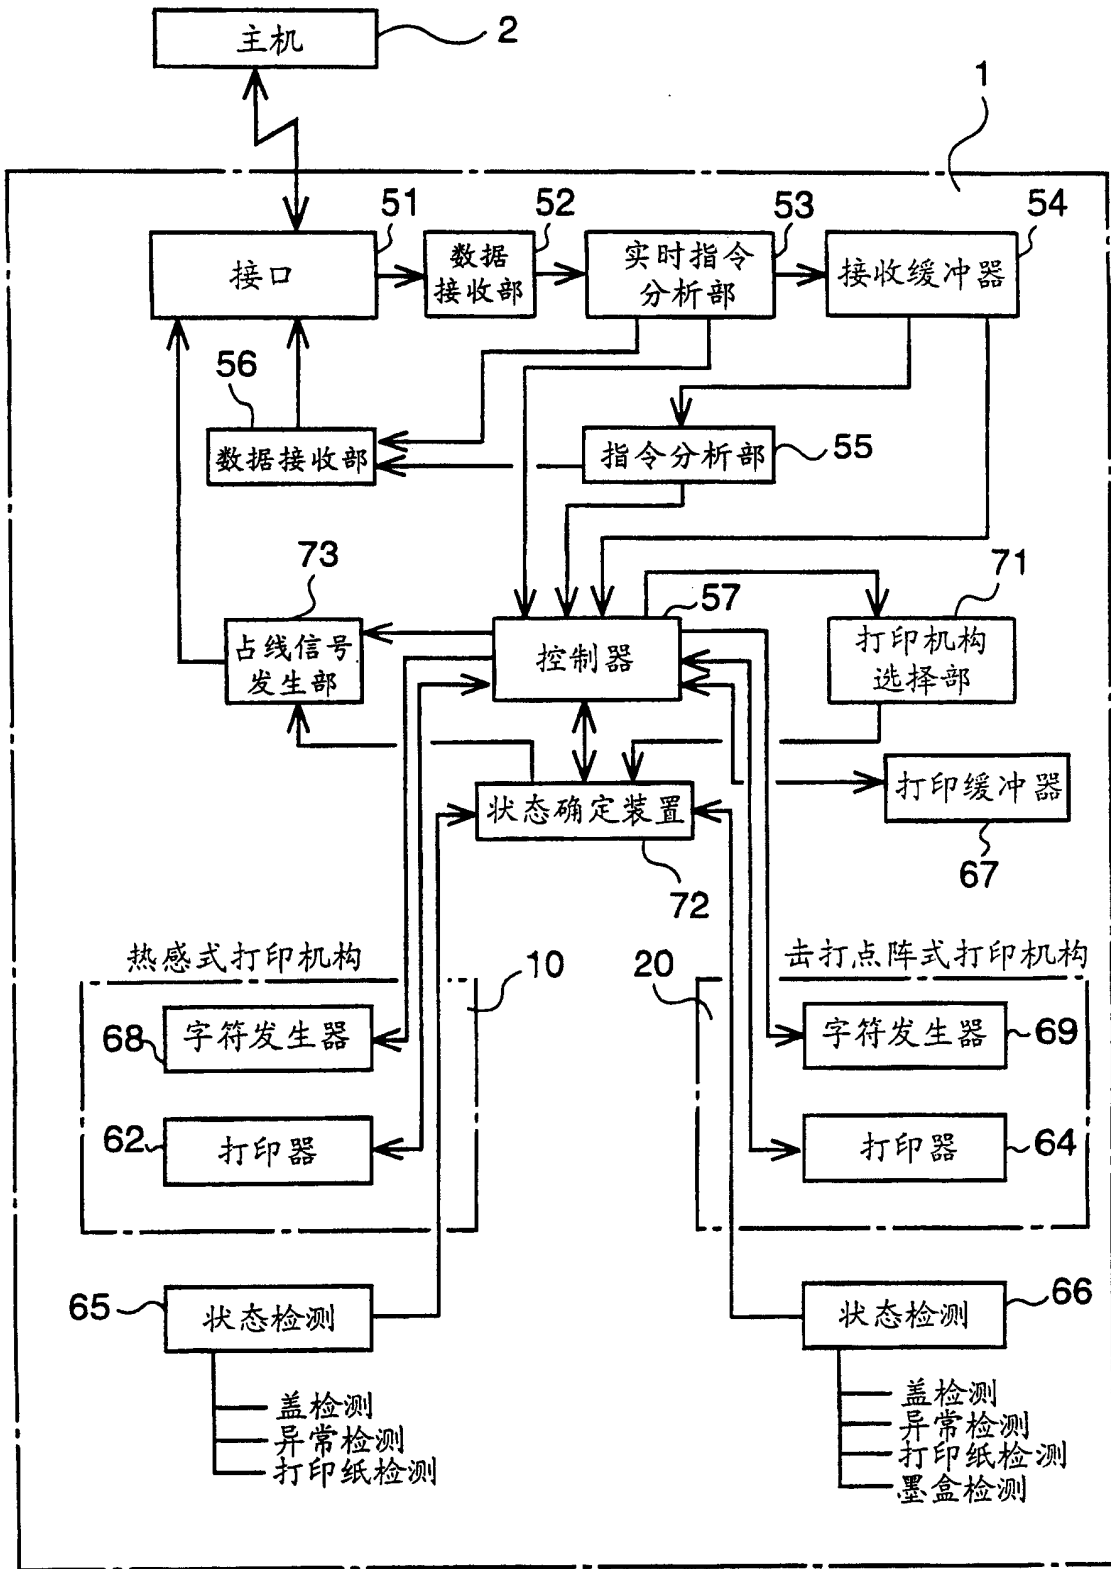 主机
2
1
51
52
53
54
接口
数据
接收部
实时指令
分析部
接收缓冲器
56
数据接收部
指令分析部
55
73
57
71
占线信号
发生部
控制器
打印机构
选择部
状态确定装置
打印缓冲器
72
67
热感式打印机构
10
20
击打点阵式打印机构
68
字符发生器
字符发生器
69
62
打印器
打印器
64
65
状态检测
状态检测
66
盖检测
异常检测
打印纸检测
盖检测
异常检测
打印纸检测
墨盒检测